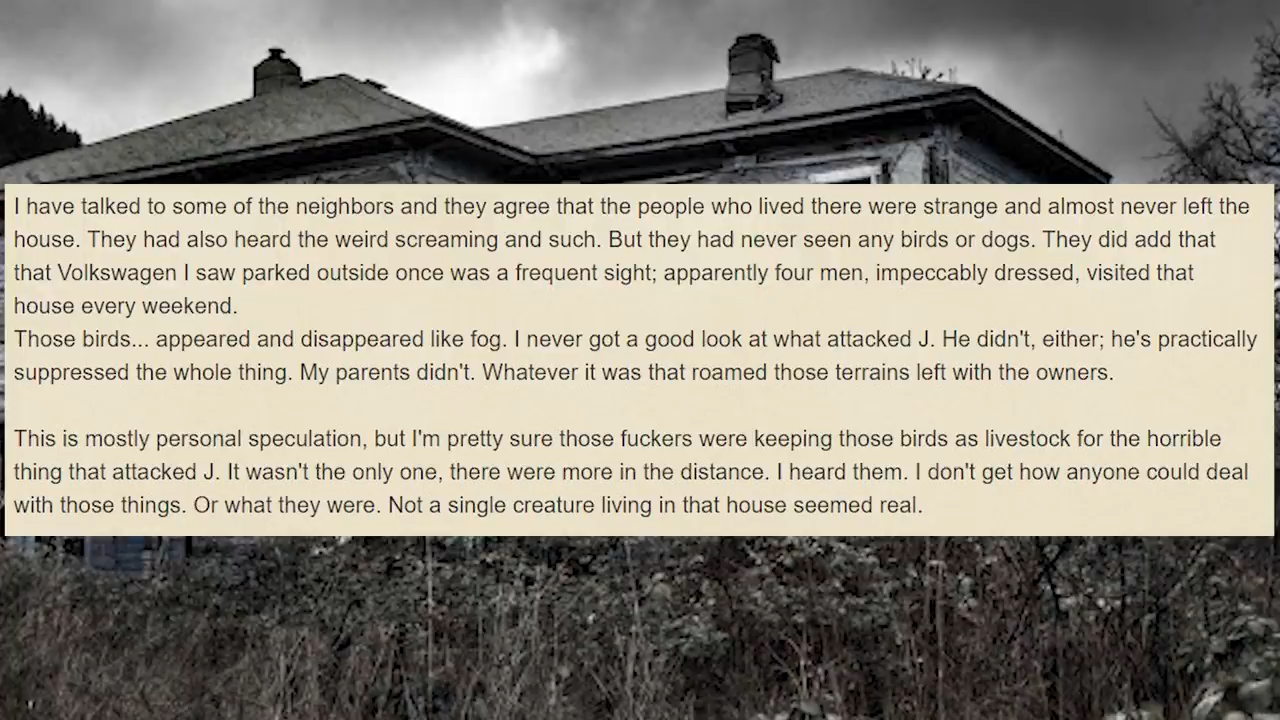 I have talked to some of the neighbors and they agree that the people who lived there were strange and almost never left the
house. They had also heard the weird screaming and such. But they had never seen any birds or dogs. They did add that
that Volkswagen I saw parked outside once was a frequent sight; apparently four men, impeccably dressed, visited that
house every weekend.
Those birds... appeared and disappeared like fog. I never got a good look at what attacked J. He didn't, either; he's practically
suppressed the whole thing. My parents didn't. Whatever it was that roamed those terrains left with the owners.
This is mostly personal speculation, but I'm pretty sure those fuckers were keeping those birds as livestock for the horrible
thing that attacked J. It wasn't the only one, there were more in the distance. I heard them. I don't get how anyone could deal
with those things. Or what they were. Not a single creature living in that house seemed real.